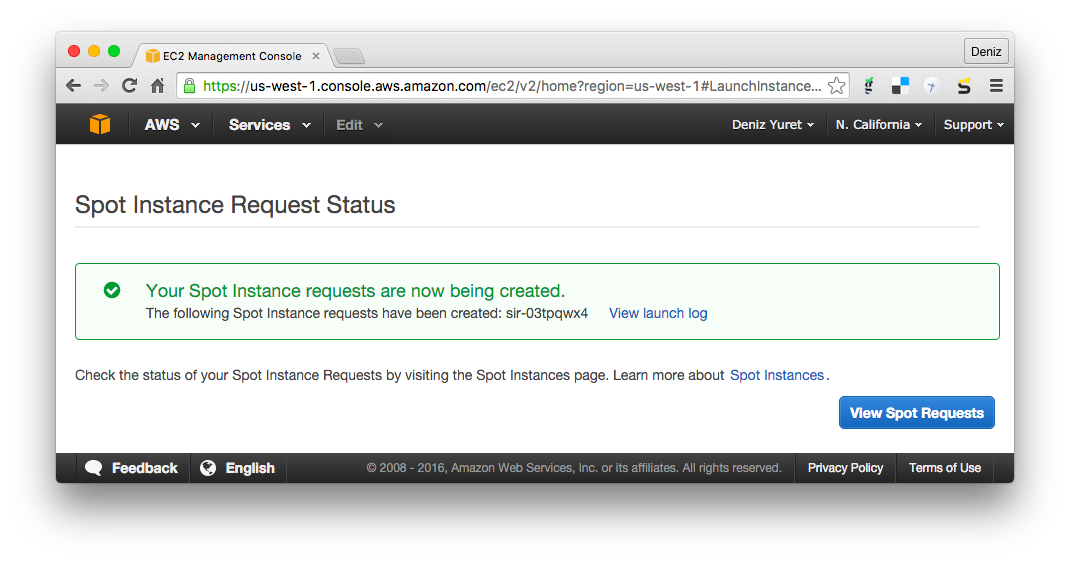 EC2 Management Console
Deniz
https://us-west-1.console.aws.amazon.com/ec2/v2/home?region=us-west-1#LaunchInstance...
AWS Services Edit Deniz Yuret N. California Support
Spot Instance Request Status
Your Spot Instance requests are now being created.
The following Spot Instance requests have been created: sir-03tpqwx4 View launch log
Check the status of your Spot Instance Requests by visiting the Spot Instances page. Learn more about Spot Instances.
View Spot Requests
Feedback English © 2008 - 2016, Amazon Web Services, Inc. or its affiliates. All rights reserved. Privacy Policy Terms of Use